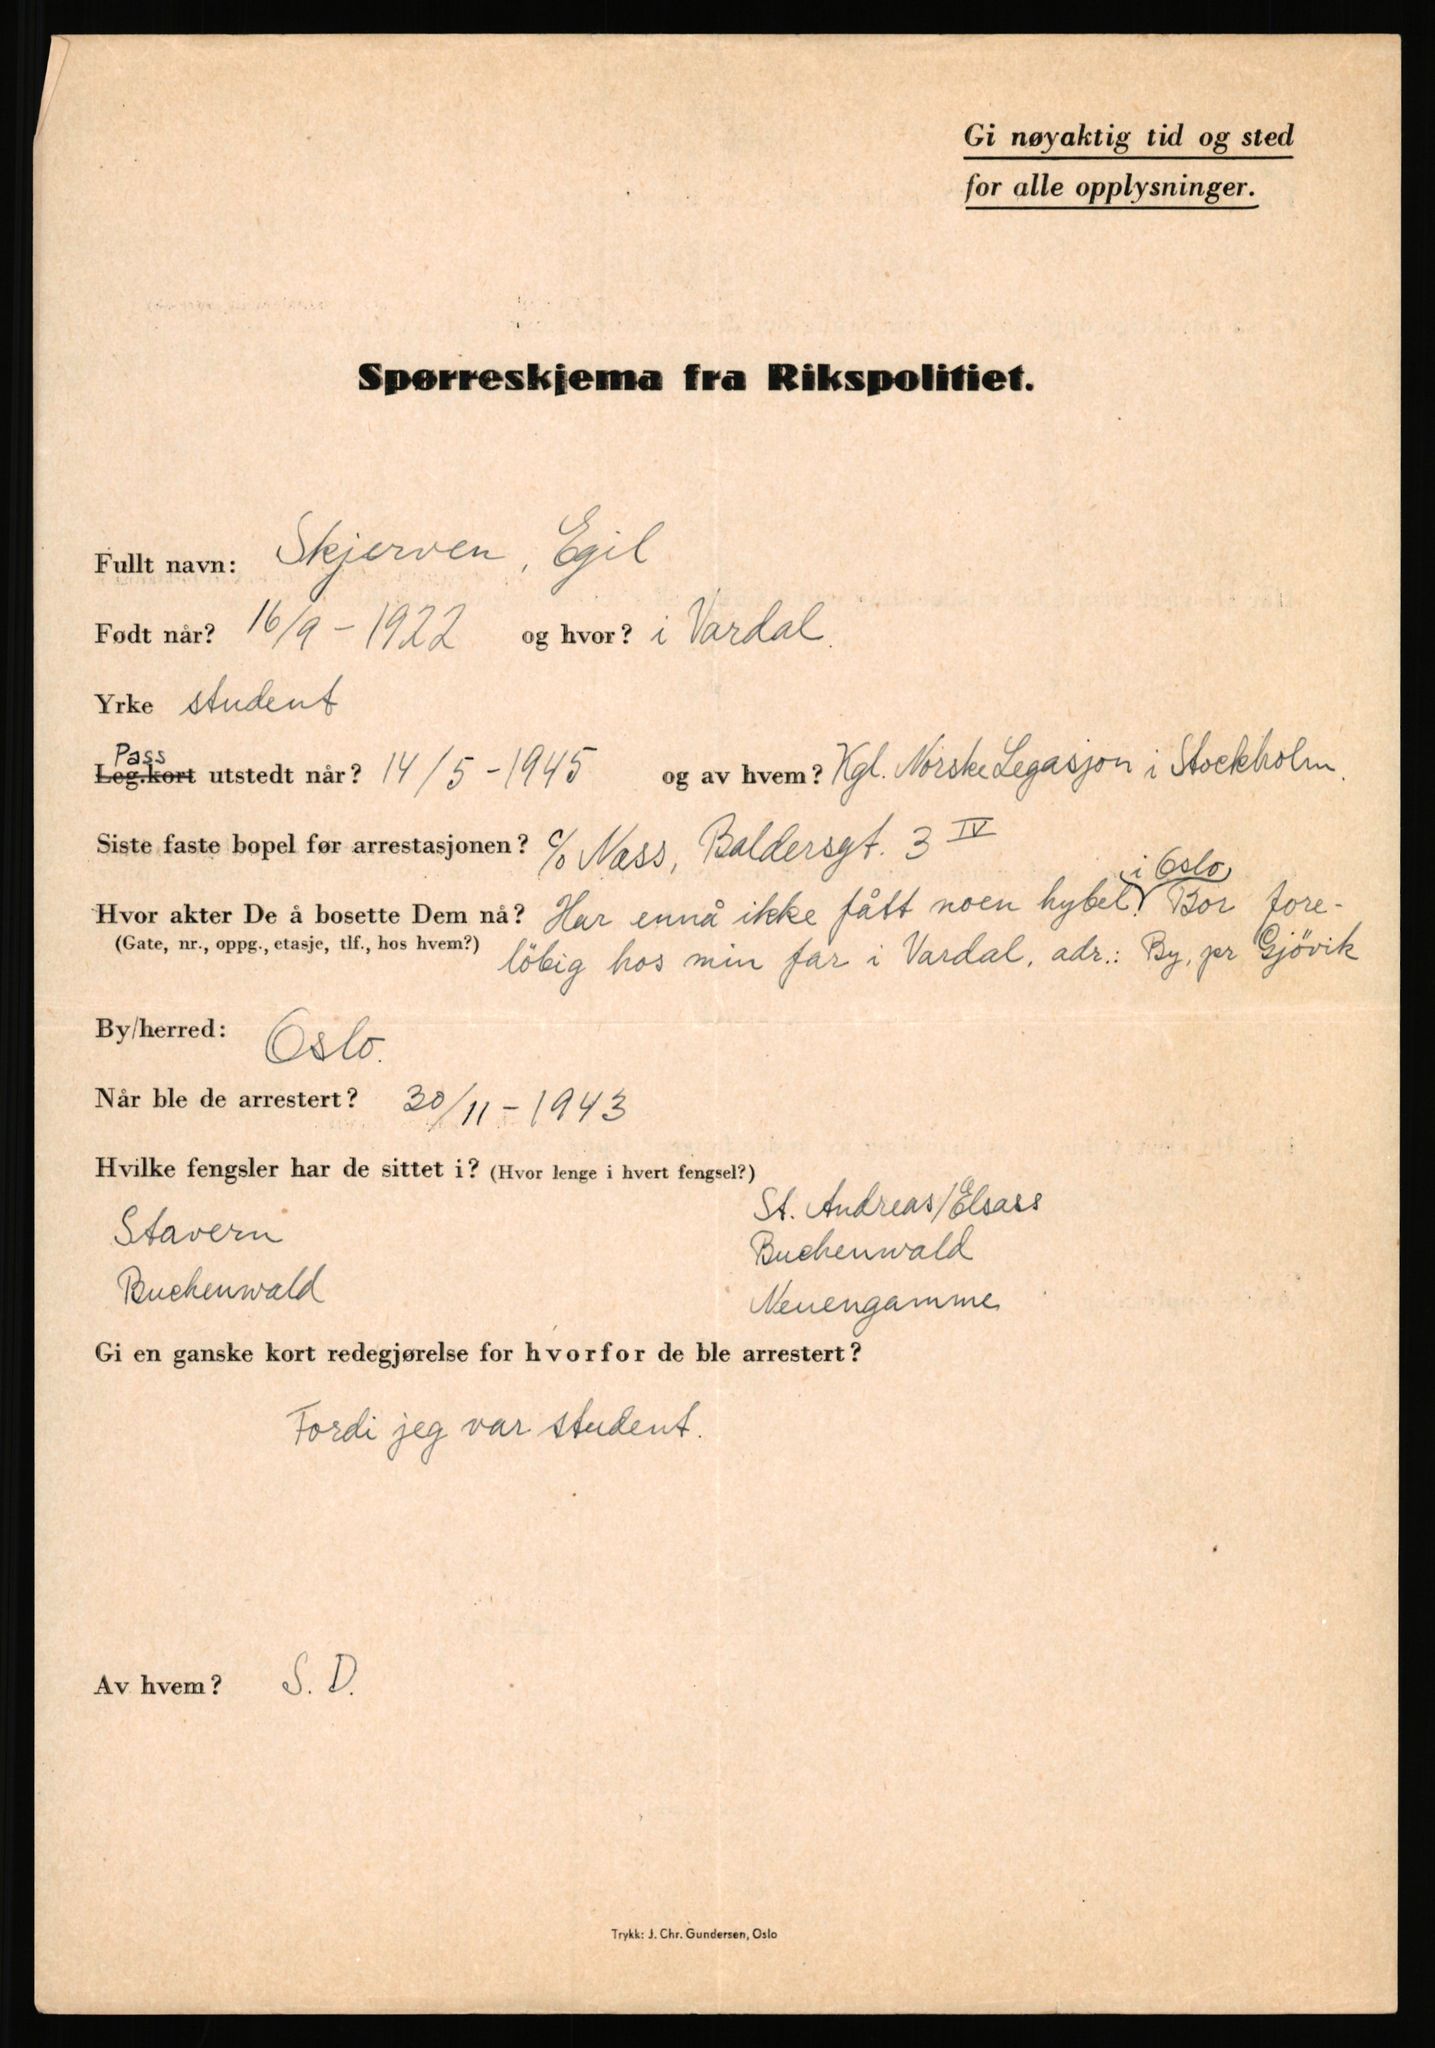 Gi nøyaktig tid og sted
for alle opplysninger.
Spørreskjema fra Rikspolitiet.
Fullt navn: Skjerven, Egil
Født når? 16/9 - 1922 og hvor? i Vardal.
Yrke student
Pass
Leg.kort utstedt når? 14/5 - 1945 og av hvem? Kgl. Norske Legasjon i Stockholm.
Siste faste bopel før arrestasjonen? c/o Næss, Baldersgt. 3 IV
i Oslo
Hvor akter De å bosette Dem nå? Har ennå ikke fått noen hybel. Bor fore-
(Gate, nr., oppg., etasje, tlf., hos hvem?) löbig hos min far i Vardal, adr.: By, pr Gjövik
By/herred: Oslo.
Når ble de arrestert? 30/11 - 1943
Hvilke fengsler har de sittet i? (Hvor lenge i hvert fengsel?)
Stavern
Buchenwald
St. Andreas/Elsass
Buchenwald
Neuengamme
Gi en ganske kort redegjørelse for hvorfor de ble arrestert?
Fordi jeg var student.
Av hvem? S. D.
Trykk: J. Chr. Gundersen, Oslo